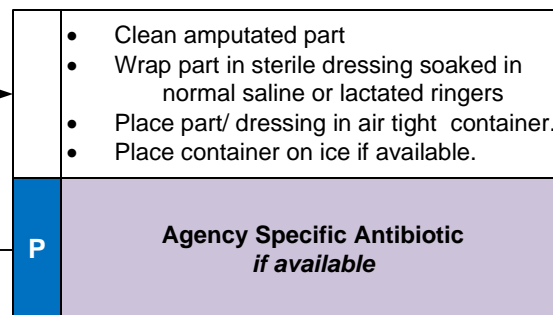 • Clean amputated part
• Wrap part in sterile dressing soaked in
normal saline or lactated ringers
• Place part/ dressing in air tight container.
• Place container on ice if available.
P
Agency Specific Antibiotic
if available